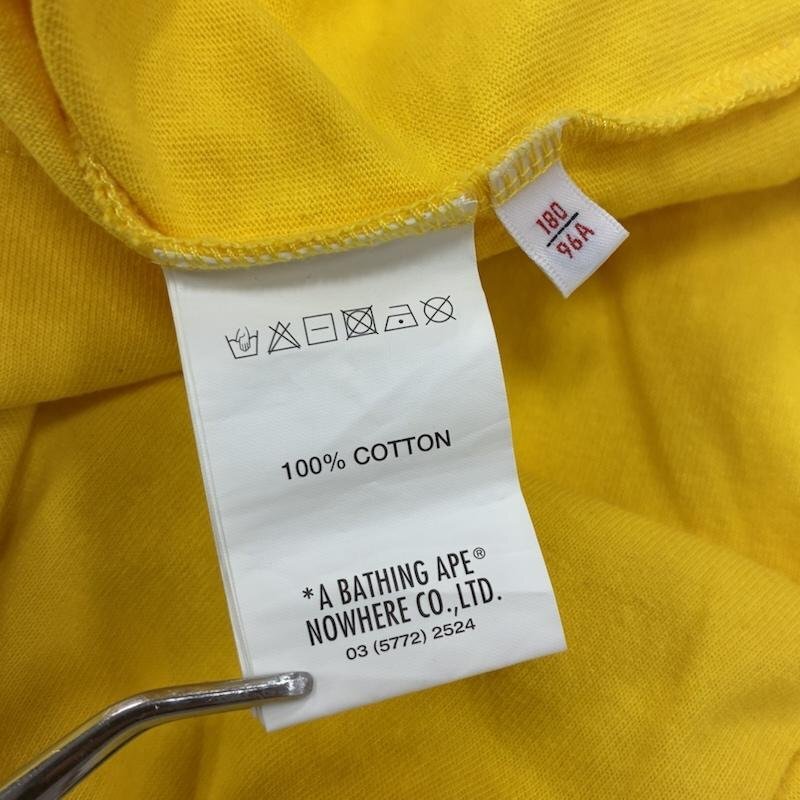 180
96A
100% COTTON
*A BATHING APE®
NOWHERE CO.,LTD.
03 (5772) 2524